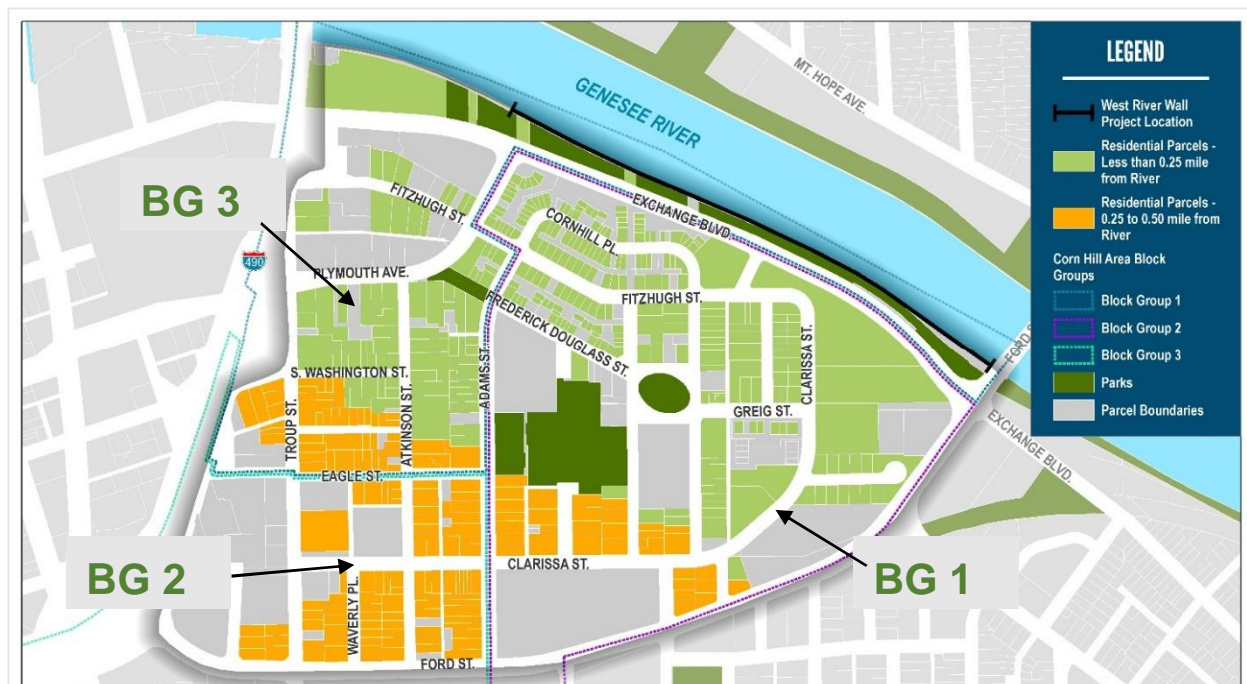 LEGEND
West River Wall
Project Location
Residential Parcels -
Less than 0.25 mile
from River
Residential Parcels -
0.25 to 0.50 mile from
River
Corn Hill Area Block
Groups
Block Group 1
Block Group 2
Block Group 3
Parks
Parcel Boundaries
MT. HOPE AVE.
GENESEE RIVER
BG 3
FITZHUGH ST.
EXCHANGE BLVD.
CORNHILL PL.
490
PLYMOUTH AVE.
FITZHUGH ST.
FREDERICK DOUGLASS ST.
CLARISSA ST.
FORD S
ADAMS ST.
S. WASHINGTON ST.
ATKINSON ST.
TROUP ST.
GREIG ST.
EXCHANGE BLVD.
EAGLE ST.
BG 2
CLARISSA ST.
BG 1
WAVERLY PL.
FORD ST.